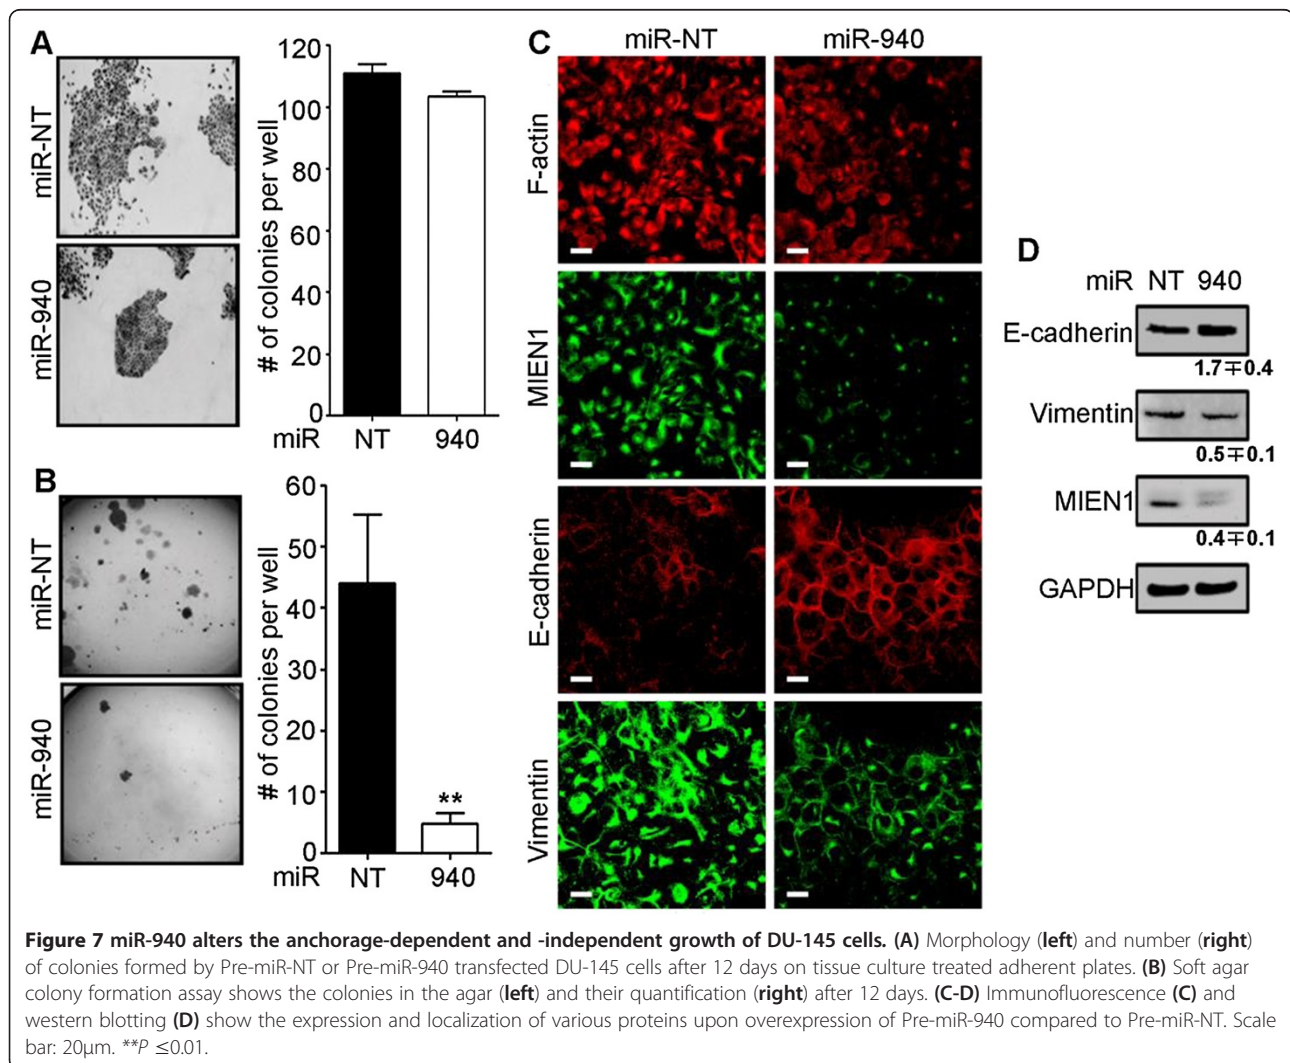 A
miR-NT
miR-940
# of colonies per well
120
100
80
60
40
20
0
miR NT 940
B
miR-NT
miR-940
# of colonies per well
60
50
40
30
20
10
0
**
miR NT 940
C
miR-NT miR-940
F-actin
MIEN1
E-cadherin
Vimentin
D
miR NT 940
E-cadherin
1.7∓0.4
Vimentin
0.5∓0.1
MIEN1
0.4∓0.1
GAPDH
Figure 7 miR-940 alters the anchorage-dependent and -independent growth of DU-145 cells. (A) Morphology (left) and number (right)
of colonies formed by Pre-miR-NT or Pre-miR-940 transfected DU-145 cells after 12 days on tissue culture treated adherent plates. (B) Soft agar
colony formation assay shows the colonies in the agar (left) and their quantification (right) after 12 days. (C-D) Immunofluorescence (C) and
western blotting (D) show the expression and localization of various proteins upon overexpression of Pre-miR-940 compared to Pre-miR-NT. Scale
bar: 20μm. **P ≤0.01.